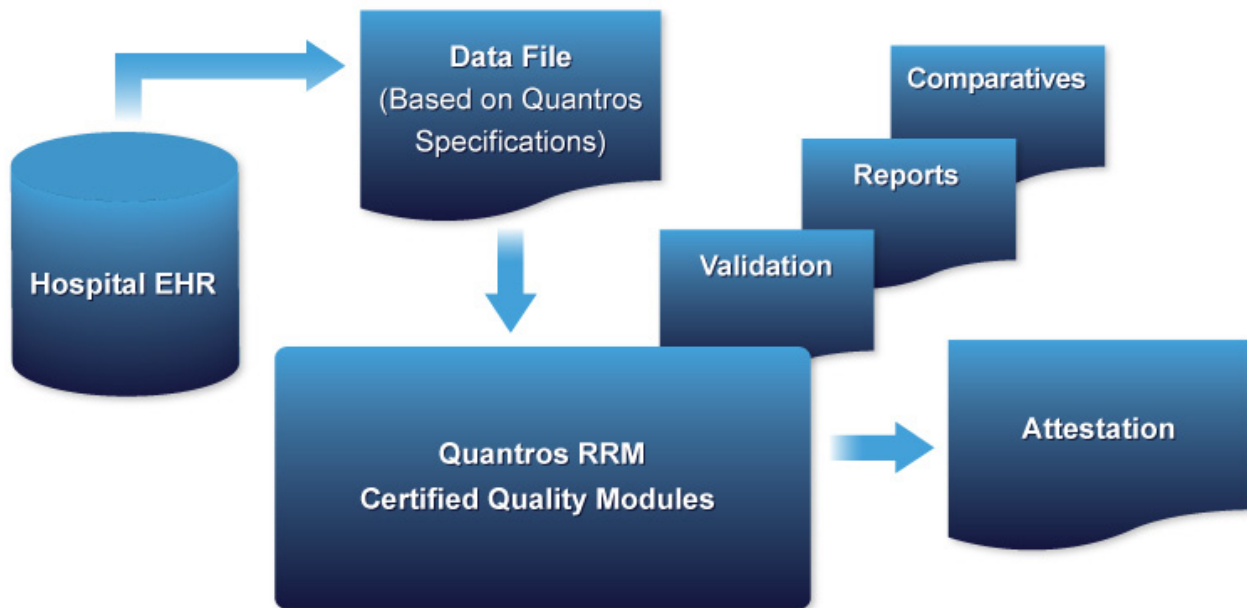 Data File
(Based on Quantros
Specifications)
Comparatives
Reports
Validation
Hospital EHR
Attestation
Quantros RRM
Certified Quality Modules